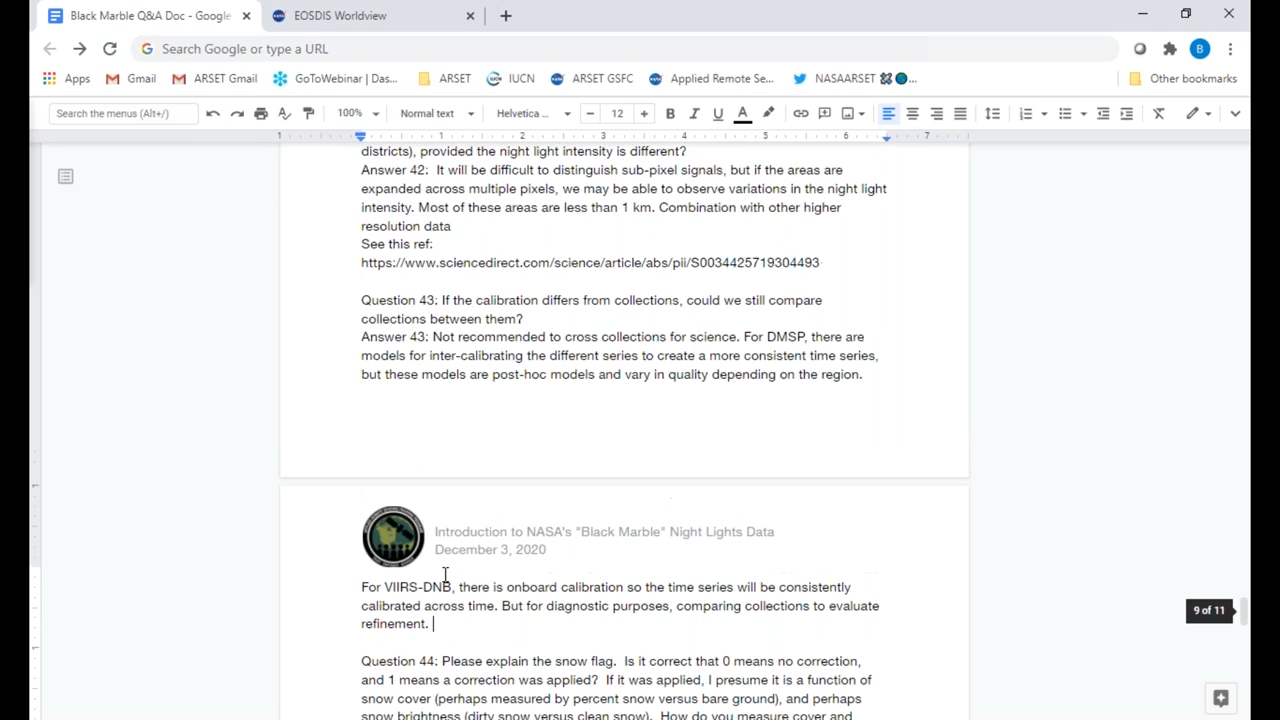 Black Marble Q&A Doc - Google
EOSDIS Worldview
Search Google or type a URL
B
Apps
Gmail
ARSET Gmail
GoToWebinar | Das...
ARSET
IUCN
ARSET GSFC
Applied Remote Se...
NASAARSET
Other bookmarks
Search the menus (Alt+/)
100%
Normal text
Helvetica ...
12
B I U A
1 1 2 3 4 5 6 7
districts), provided the night light intensity is different?
Answer 42: It will be difficult to distinguish sub-pixel signals, but if the areas are
expanded across multiple pixels, we may be able to observe variations in the night light
intensity. Most of these areas are less than 1 km. Combination with other higher
resolution data
See this ref:
https://www.sciencedirect.com/science/article/abs/pii/S0034425719304493
Question 43: If the calibration differs from collections, could we still compare
collections between them?
Answer 43: Not recommended to cross collections for science. For DMSP, there are
models for inter-calibrating the different series to create a more consistent time series,
but these models are post-hoc models and vary in quality depending on the region.
Introduction to NASA's "Black Marble" Night Lights Data
December 3, 2020
For VIIRS-DNB, there is onboard calibration so the time series will be consistently
calibrated across time. But for diagnostic purposes, comparing collections to evaluate
refinement.
9 of 11
Question 44: Please explain the snow flag. Is it correct that 0 means no correction,
and 1 means a correction was applied? If it was applied, I presume it is a function of
snow cover (perhaps measured by percent snow versus bare ground), and perhaps
snow brightness (dirty snow versus clean snow). How do you measure cover and